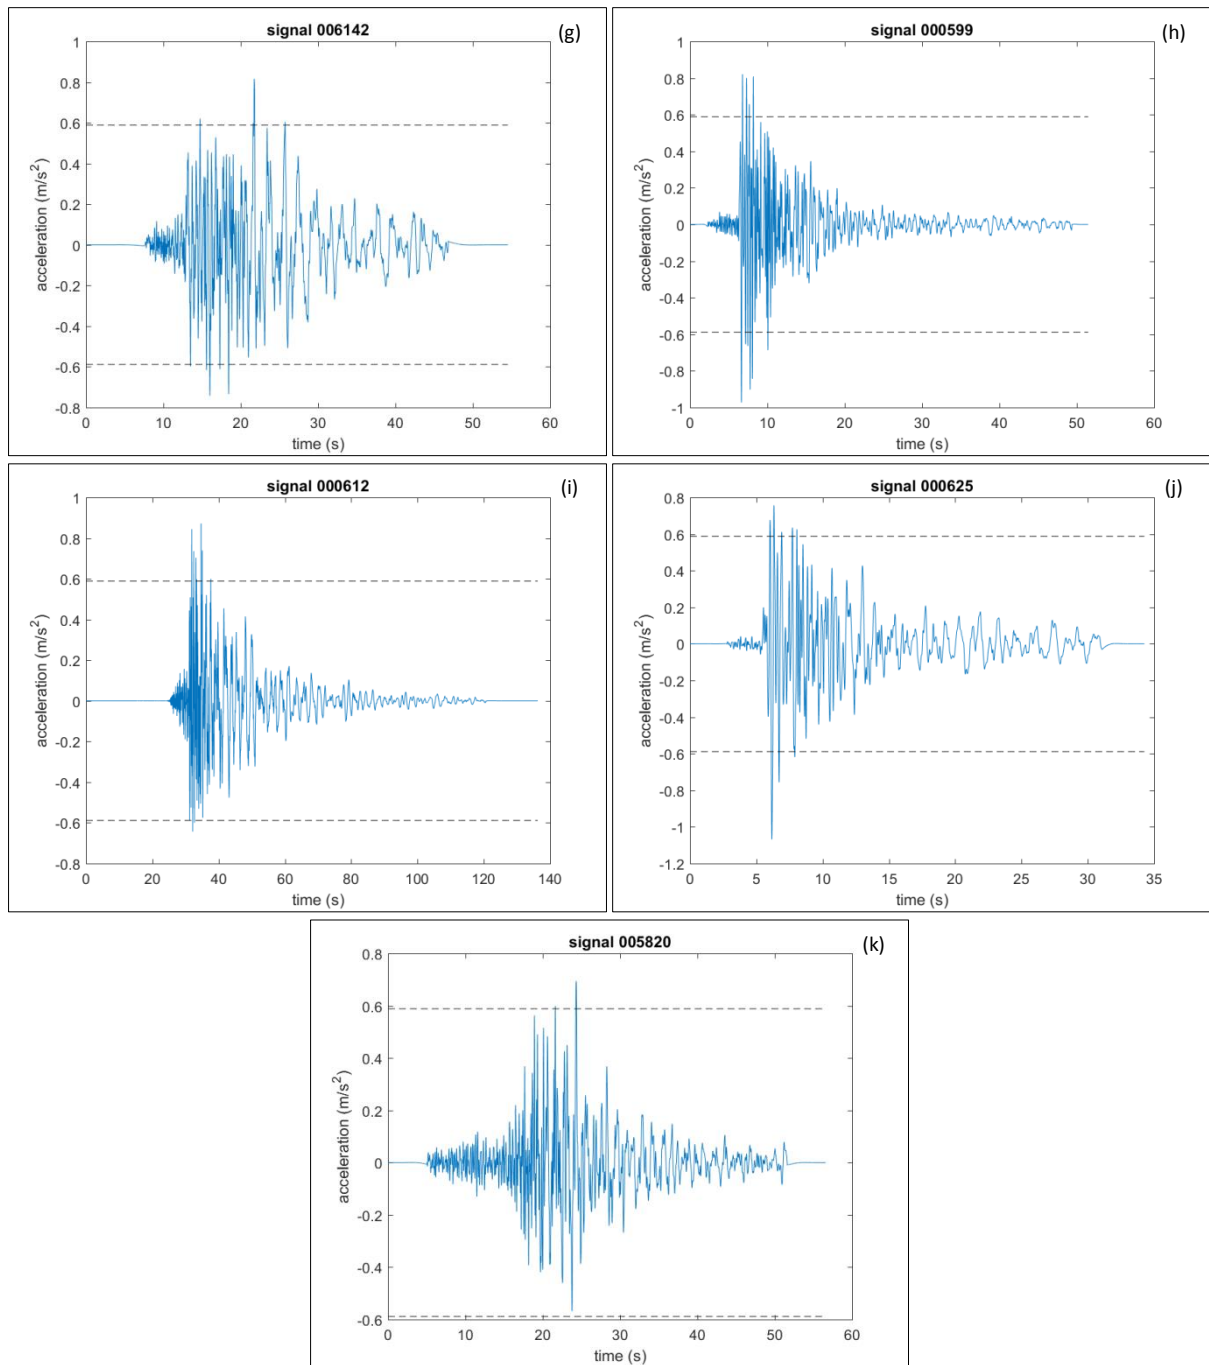 signal 006142
(g)
1
0.8
0.6
0.4
0.2
0
-0.2
-0.4
-0.6
-0.8
acceleration (m/s²)
0 10 20 30 40 50 60
time (s)
signal 000599
(h)
1
0.8
0.6
0.4
0.2
0
-0.2
-0.4
-0.6
-0.8
-1
acceleration (m/s²)
0 10 20 30 40 50 60
time (s)
signal 000612
(i)
1
0.8
0.6
0.4
0.2
0
-0.2
-0.4
-0.6
-0.8
acceleration (m/s²)
0 20 40 60 80 100 120 140
time (s)
signal 000625
(j)
0.8
0.6
0.4
0.2
0
-0.2
-0.4
-0.6
-0.8
-1
-1.2
acceleration (m/s²)
0 5 10 15 20 25 30 35
time (s)
signal 005820
(k)
0.8
0.6
0.4
0.2
0
-0.2
-0.4
-0.6
acceleration (m/s²)
0 10 20 30 40 50 60
time (s)